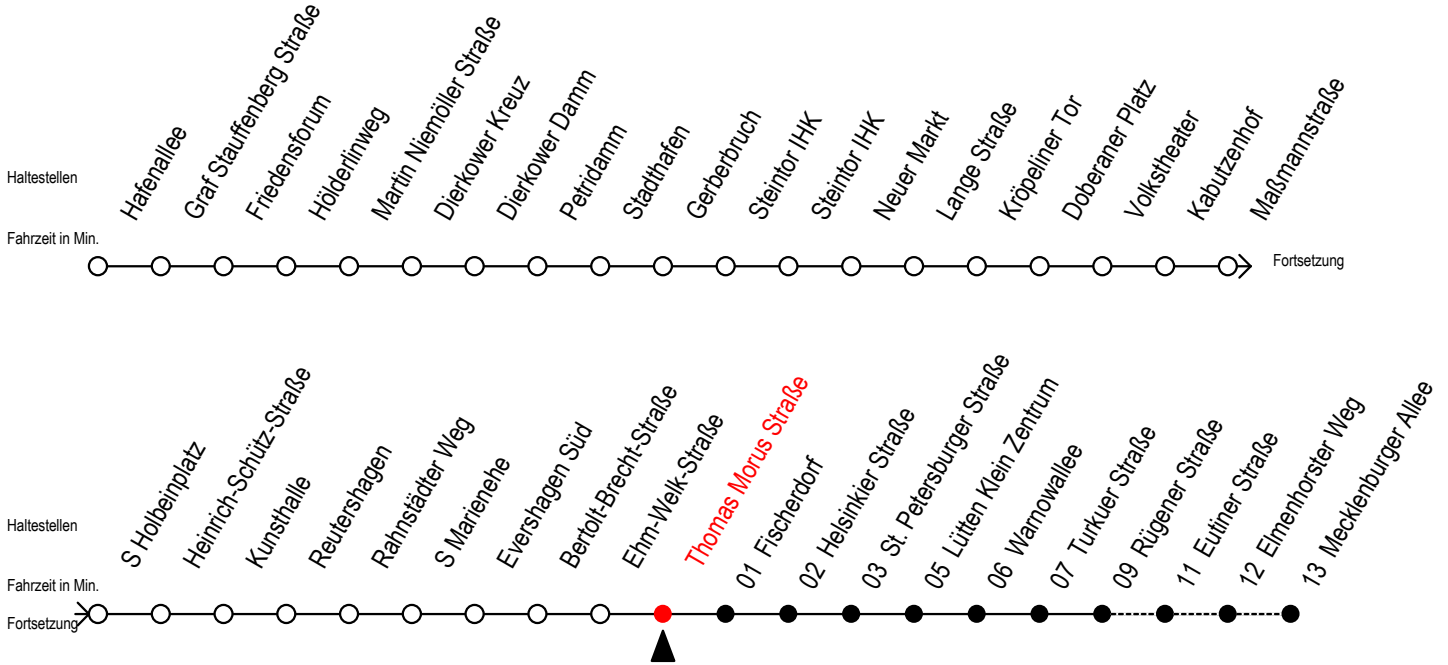 Haltestellen
Hafenallee
Graf Stauffenberg Straße
Friedensforum
Hölderlinweg
Martin Niemöller Straße
Dierkower Kreuz
Dierkower Damm
Petridamm
Stadthafen
Gerberbruch
Steintor IHK
Steintor IHK
Neuer Markt
Lange Straße
Kröpeliner Tor
Doberaner Platz
Volkstheater
Kabutzenhof
Maßmannstraße
Fahrzeit in Min.
Fortsetzung
Haltestellen
S Holbeinplatz
Heinrich-Schütz-Straße
Kunsthalle
Reutershagen
Rahnstädter Weg
S Marienehe
Evershagen Süd
Bertolt-Brecht-Straße
Ehm-Welk-Straße
Thomas Morus Straße
01 Fischerdorf
02 Helsinkier Straße
03 St. Petersburger Straße
05 Lütten Klein Zentrum
06 Warnowallee
07 Turkuer Straße
09 Rügener Straße
11 Eutiner Straße
12 Elmenhorster Weg
13 Mecklenburger Allee
Fahrzeit in Min.
Fortsetzung